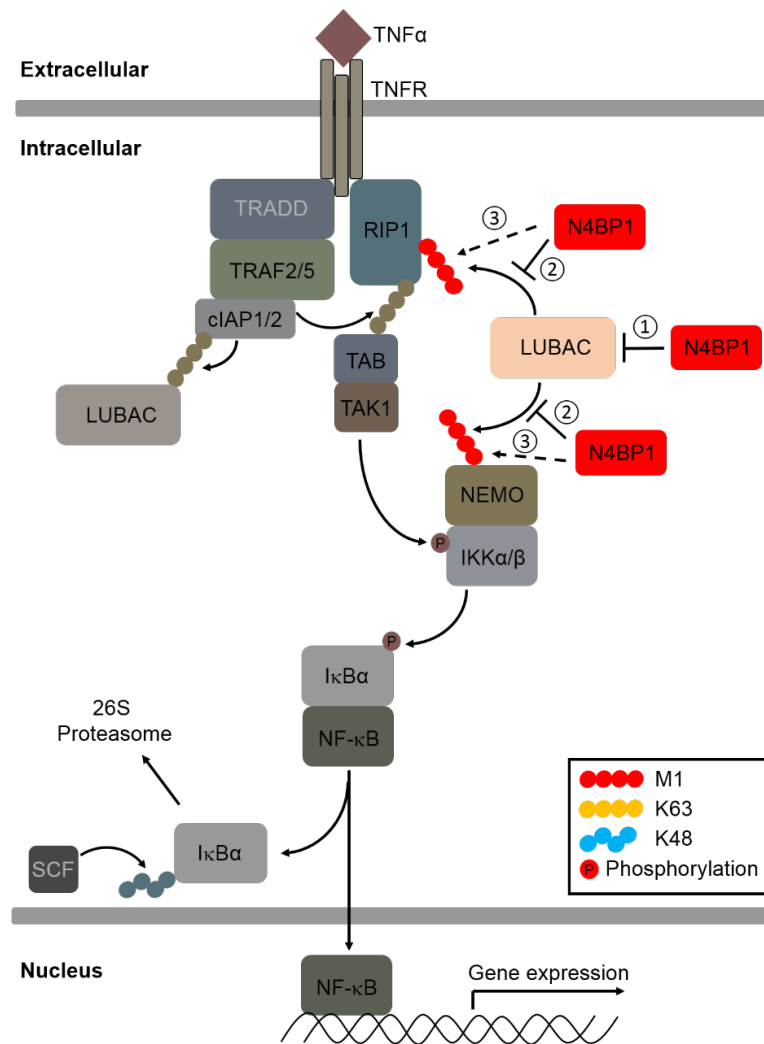 TNFα
Extracellular
TNFR
Intracellular
TRADD
RIP1
③
N4BP1
TRAF2/5
②
cIAP1/2
LUBAC
①
N4BP1
TAB
LUBAC
TAK1
②
③
N4BP1
NEMO
P
IKKα/β
P
IκBα
26S
Proteasome
NF-κB
M1
K63
K48
P Phosphorylation
SCF
IκBα
Nucleus
Gene expression
NF-κB